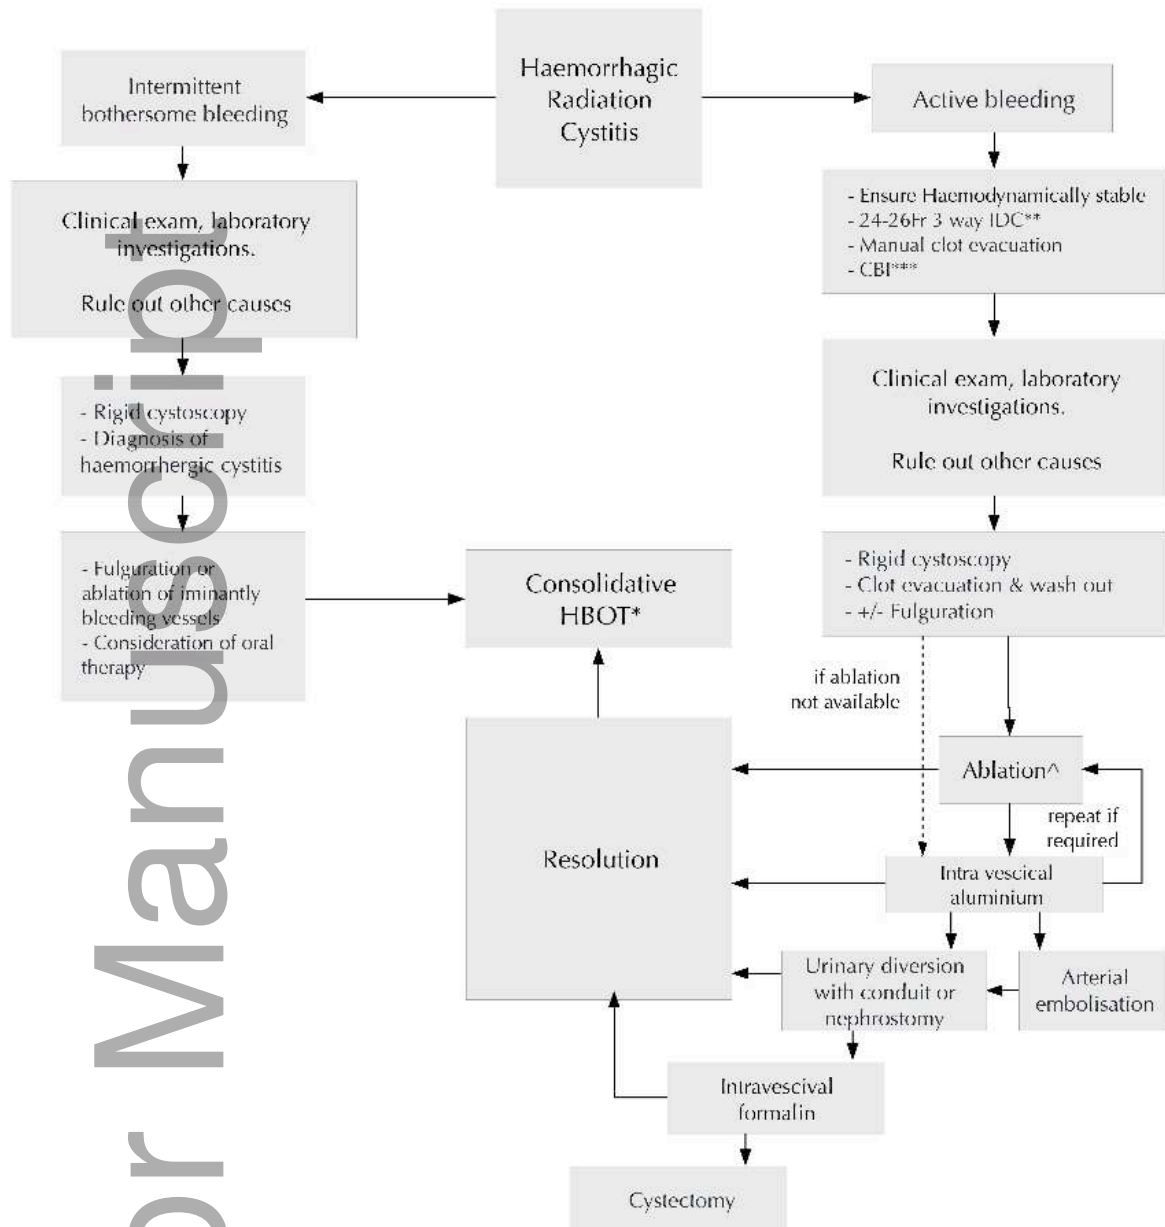 Haemorrhagic
Radiation
Cystitis
Intermittent
bothersome bleeding
Clinical exam, laboratory
investigations.
Rule out other causes
- Rigid cystoscopy
- Diagnosis of
haemorrhergic cystitis
- Fulguration or
ablation of iminantly
bleeding vessels
- Consideration of oral
therapy
Active bleeding
- Ensure Haemodynamically stable
- 24-26Fr 3 way IDC**
- Manual clot evacuation
- CBI***
Clinical exam, laboratory
investigations.
Rule out other causes
- Rigid cystoscopy
- Clot evacuation & wash out
- +/- Fulguration
if ablation
not available
Consolidative
HBOT*
Ablation^
repeat if
required
Resolution
Intra vescical
aluminium
Urinary diversion
with conduit or
nephrostomy
Arterial
embolisation
Intravescival
formalin
Cystectomy
or Manuscript